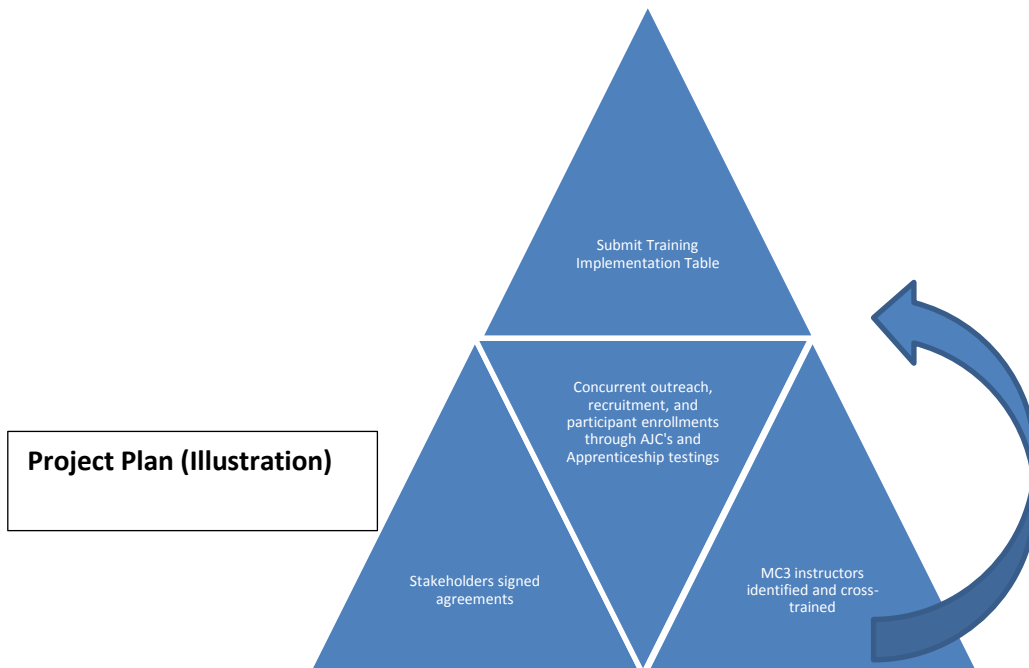 Submit Training
Implementation Table
Concurrent outreach,
recruitment, and
participant enrollments
through AJC's and
Apprenticeship testings
Project Plan (Illustration)
Stakeholders signed
agreements
MC3 instructors
identified and cross-
trained